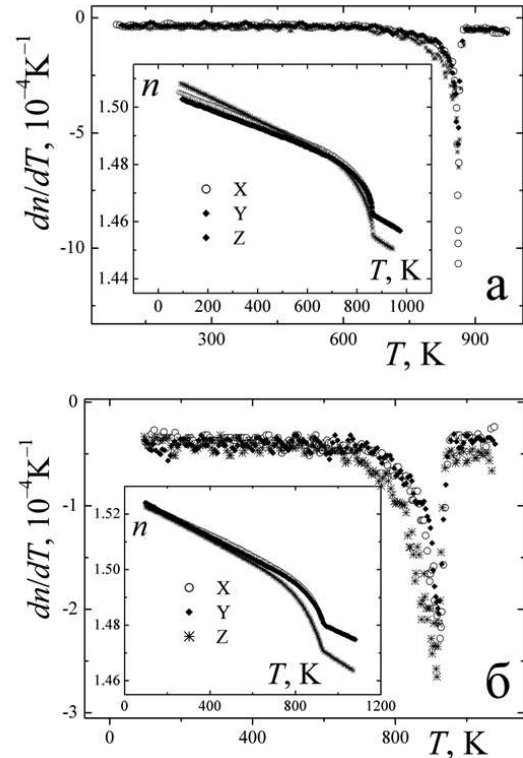 0
-5
-10
dn/dT, 10⁻⁴K⁻¹
n
1.50
1.48
1.46
1.44
X
Y
Z
T, K
0 200 400 600 800 1000
a
300 600 900
T, K
0
-1
-2
-3
dn/dT, 10⁻⁴K⁻¹
n
1.52
1.50
1.48
1.46
X
Y
Z
T, K
0 400 800 1200
б
0 400 800
T, K